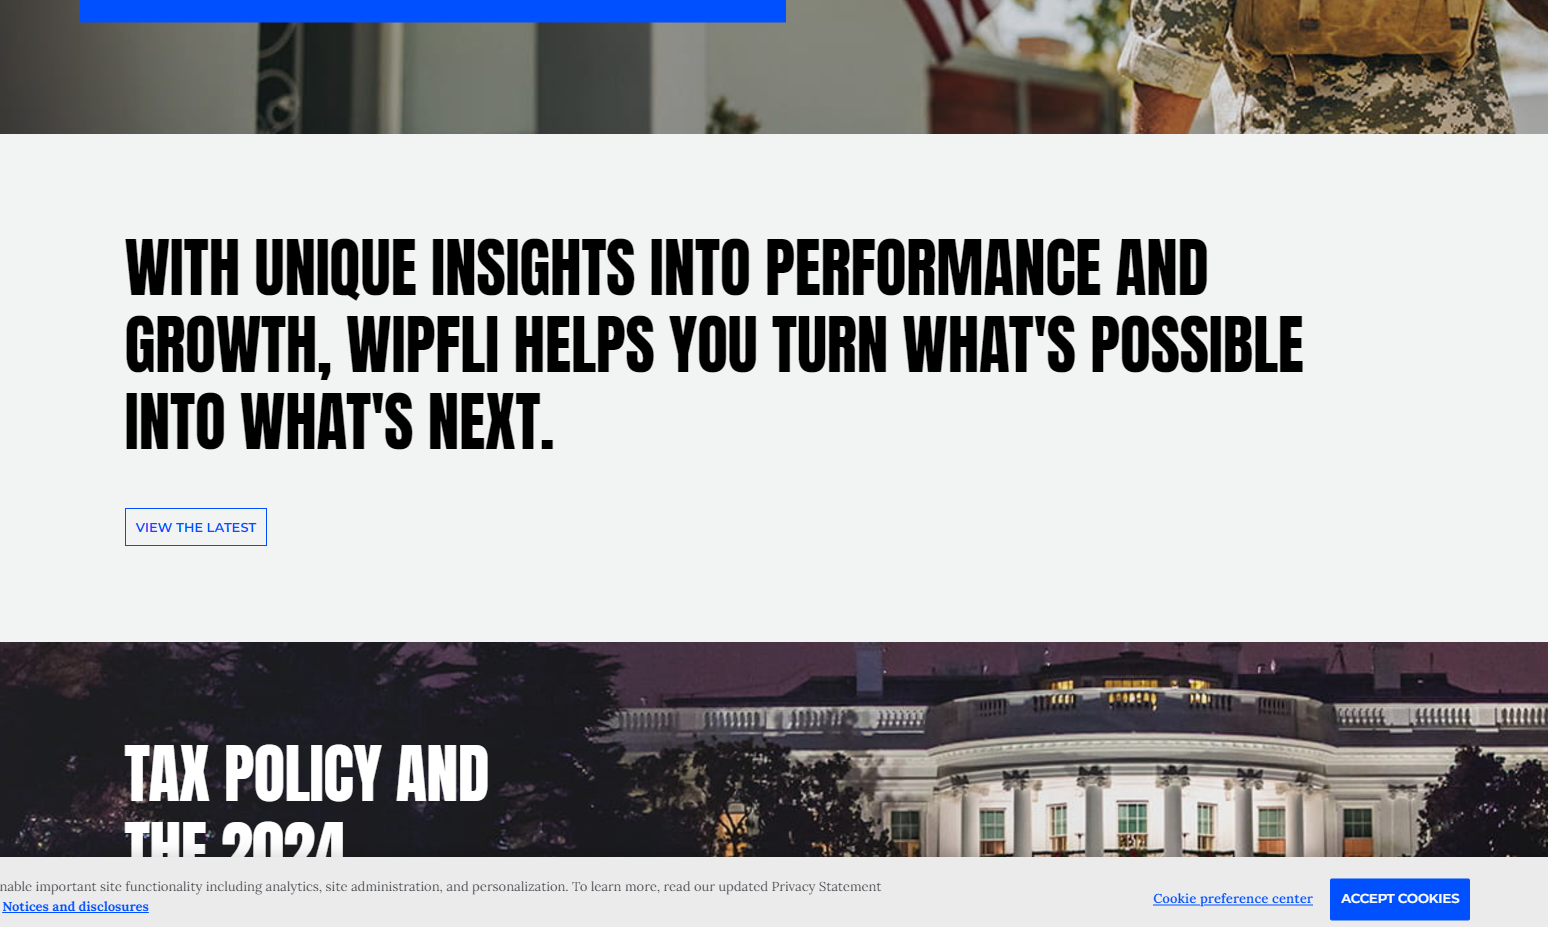 WITH UNIQUE INSIGHTS INTO PERFORMANCE AND
GROWTH, WIPFLI HELPS YOU TURN WHAT'S POSSIBLE
INTO WHAT'S NEXT.
VIEW THE LATEST
TAX POLICY AND
THE 2024
nable important site functionality including analytics, site administration, and personalization. To learn more, read our updated Privacy Statement
Notices and disclosures
Cookie preference center
ACCEPT COOKIES